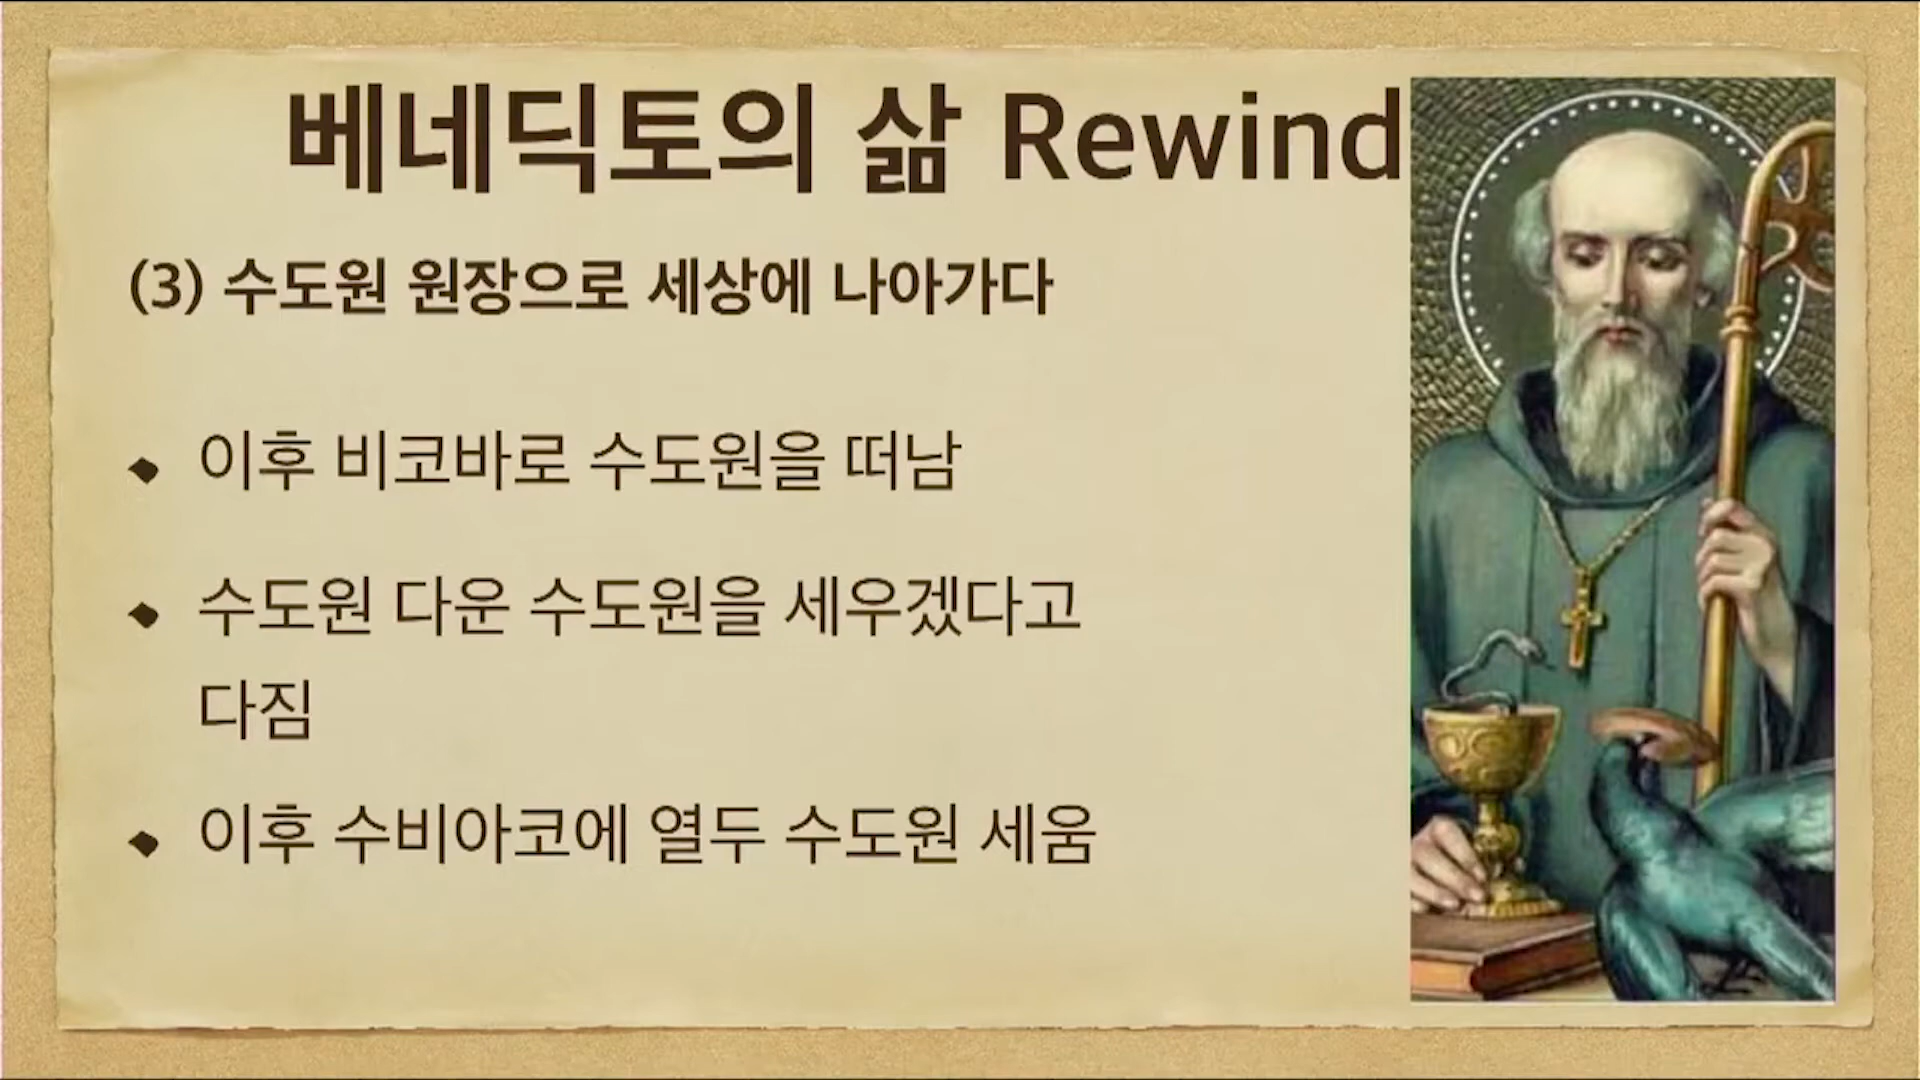 베네딕토의 삶 Rewind
(3) 수도원 원장으로 세상에 나아가다
이후 비코바로 수도원을 떠남
수도원 다운 수도원을 세우겠다고
다짐
이후 수비아코에 열두 수도원 세움